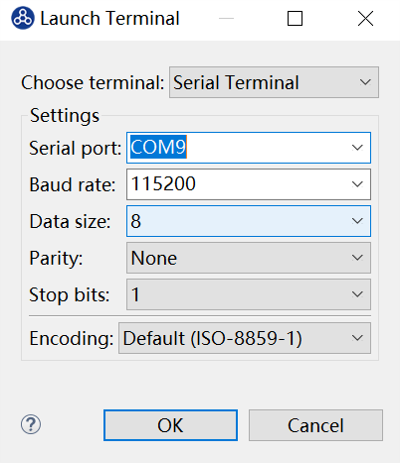 Launch Terminal
Choose terminal: Serial Terminal
Settings
Serial port: COM9
Baud rate: 115200
Data size: 8
Parity: None
Stop bits: 1
Encoding: Default (ISO-8859-1)
? OK Cancel